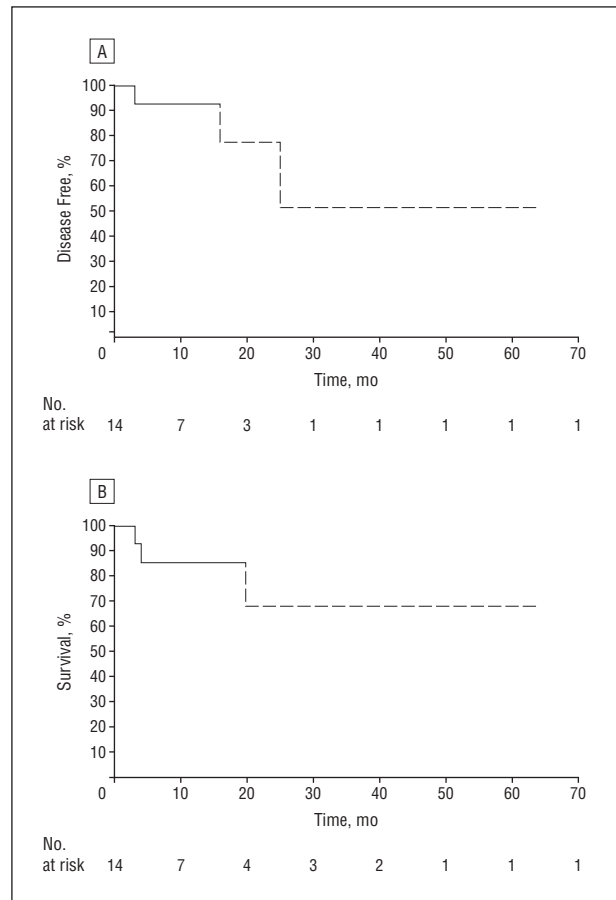 A
100
90
80
70
60
50
40
30
20
10
Disease Free, %
0 10 20 30 40 50 60 70
Time, mo
No.
at risk 14 7 3 1 1 1 1 1
B
100
90
80
70
60
50
40
30
20
10
Survival, %
0 10 20 30 40 50 60 70
Time, mo
No.
at risk 14 7 4 3 2 1 1 1